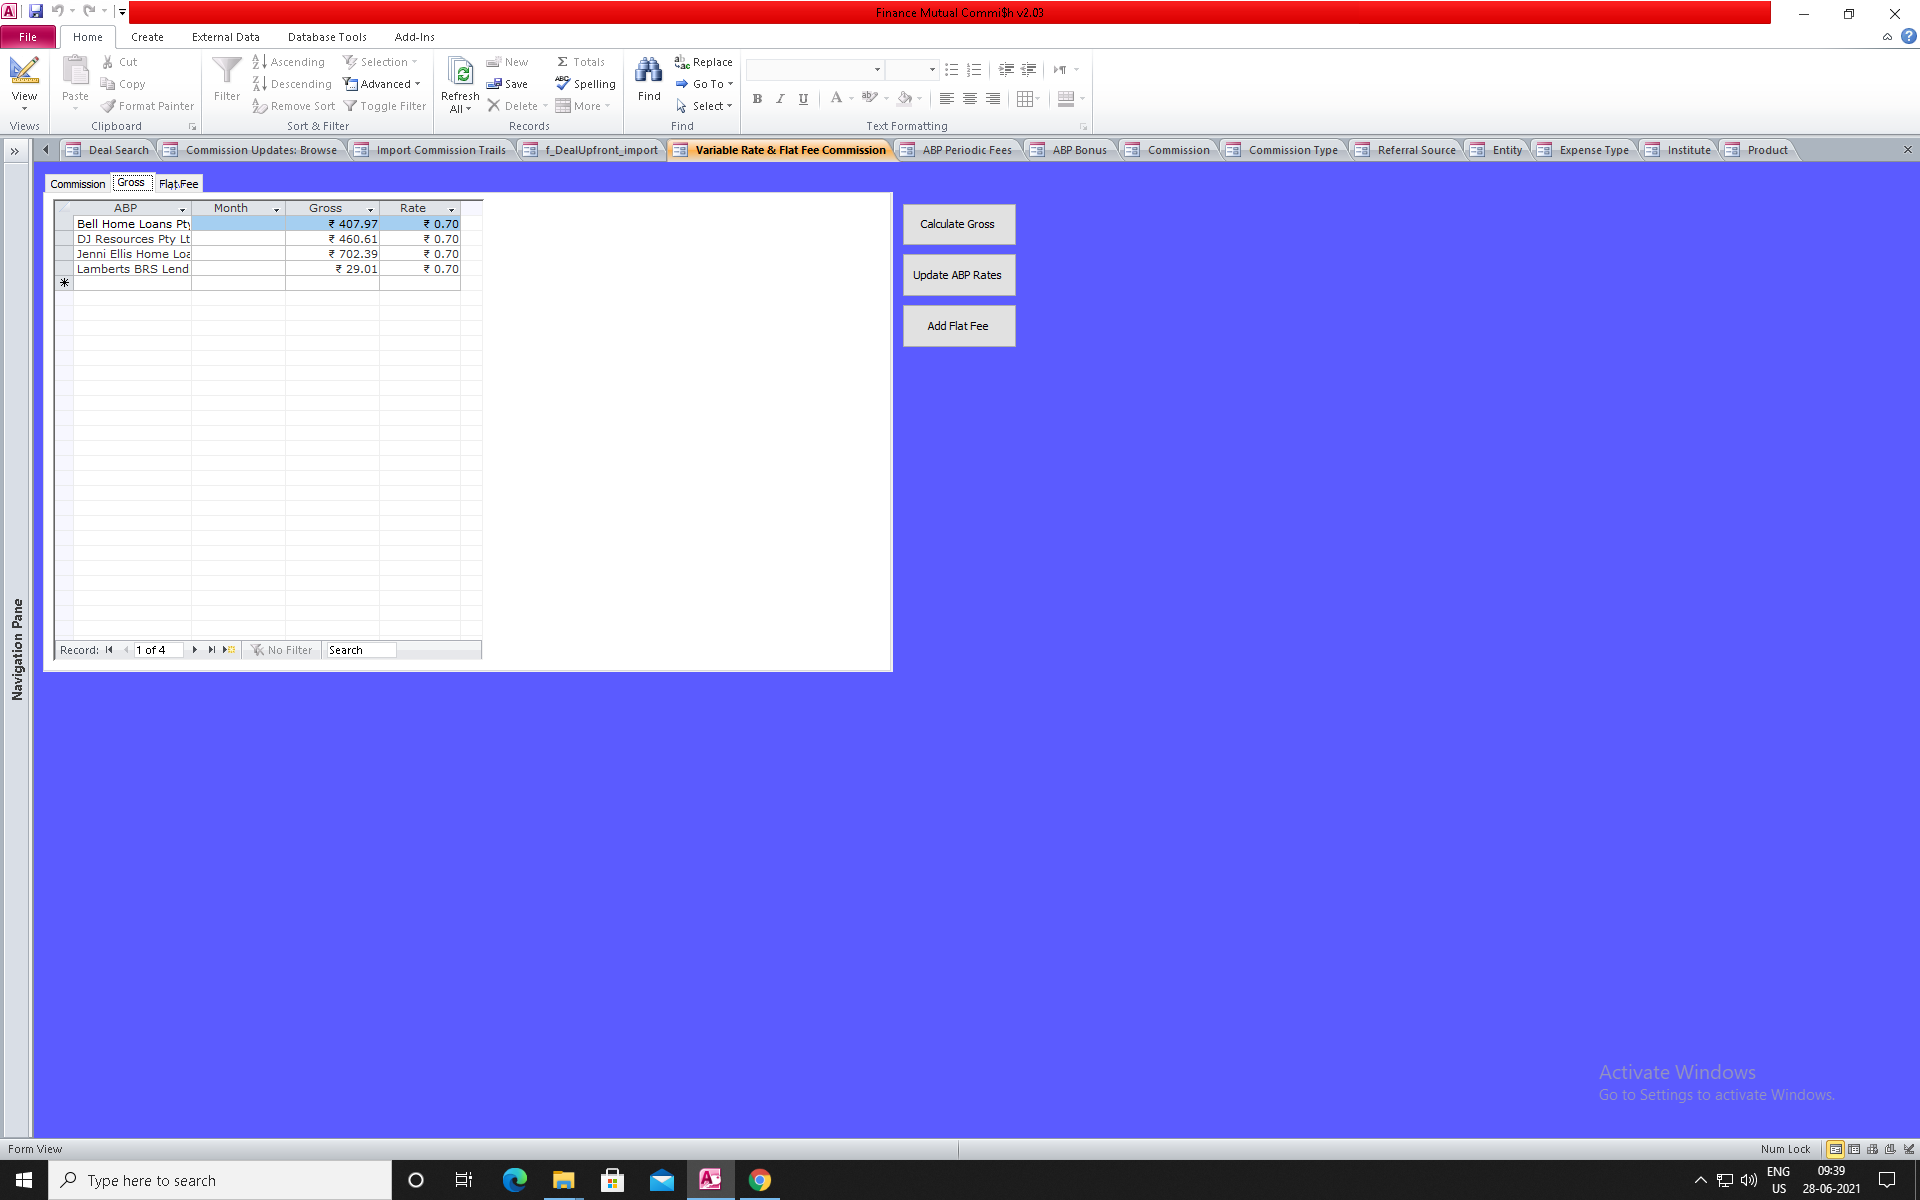 Finance Mutual Commi$h v2.03
File Home Create External Data Database Tools Add-Ins
View
Views
Paste
Cut
Copy
Format Painter
Clipboard
Filter
Ascending
Descending
Remove Sort
Selection
Advanced
Toggle Filter
Sort & Filter
Refresh All
New
Save
Delete
Totals
Spelling
More
Records
Find
Replace
Go To
Select
Find
B I U A
Text Formatting
Deal Search Commission Updates: Browse Import Commission Trails f_DealUpfront_import Variable Rate & Flat Fee Commission ABP Periodic Fees ABP Bonus Commission Commission Type Referral Source Entity Expense Type Institute Product
Navigation Pane
Commission Gross Flat Fee
ABP Month Gross Rate
Bell Home Loans Pty ₹ 407.97 ₹ 0.70
DJ Resources Pty Lt ₹ 460.61 ₹ 0.70
Jenni Ellis Home Loa ₹ 702.39 ₹ 0.70
Lamberts BRS Lend ₹ 29.01 ₹ 0.70
Record: 1 of 4 No Filter Search
Calculate Gross
Update ABP Rates
Add Flat Fee
Activate Windows
Go to Settings to activate Windows.
Form View Num Lock
Type here to search
ENG
US
09:39
28-06-2021